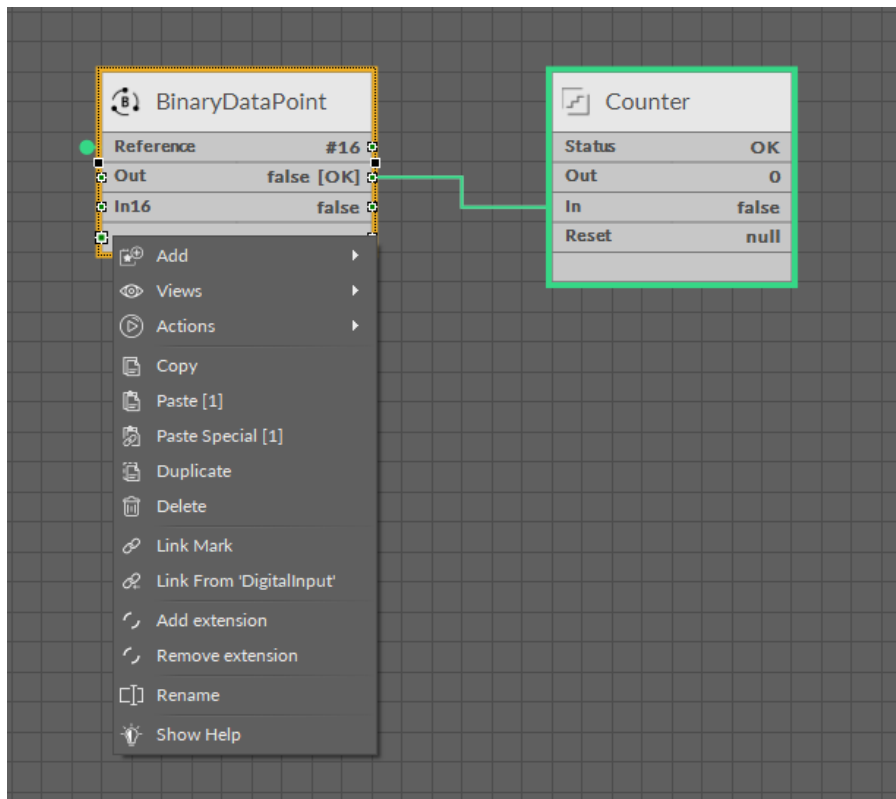 BinaryDataPoint
Reference #16
Out false [OK]
In16 false
Counter
Status OK
Out 0
In false
Reset null
Add
Views
Actions
Copy
Paste [1]
Paste Special [1]
Duplicate
Delete
Link Mark
Link From 'DigitalInput'
Add extension
Remove extension
Rename
Show Help